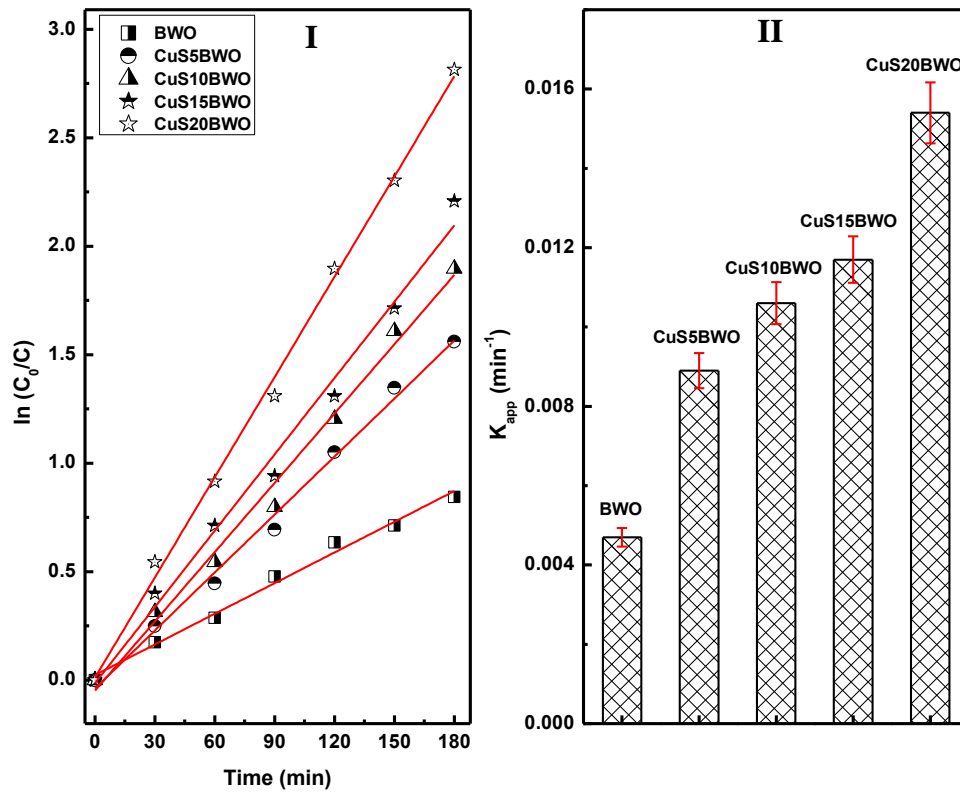 I
BWO
CuS5BWO
CuS10BWO
CuS15BWO
CuS20BWO
3.0
2.5
2.0
1.5
1.0
0.5
0.0
ln (C₀/C)
0 30 60 90 120 150 180
Time (min)
II
0.016
0.012
0.008
0.004
0.000
K_app (min⁻¹)
BWO
CuS5BWO
CuS10BWO
CuS15BWO
CuS20BWO